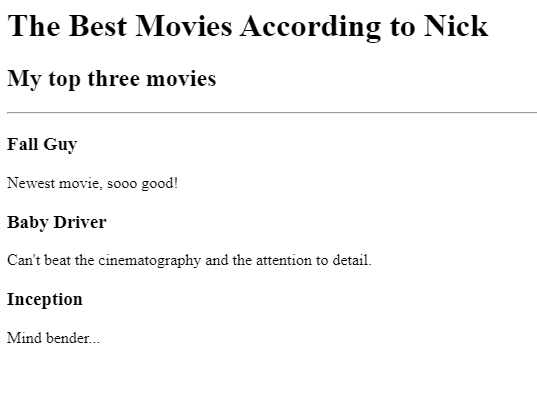 The Best Movies According to Nick
My top three movies
Fall Guy
Newest movie, sooo good!
Baby Driver
Can't beat the cinematography and the attention to detail.
Inception
Mind bender...